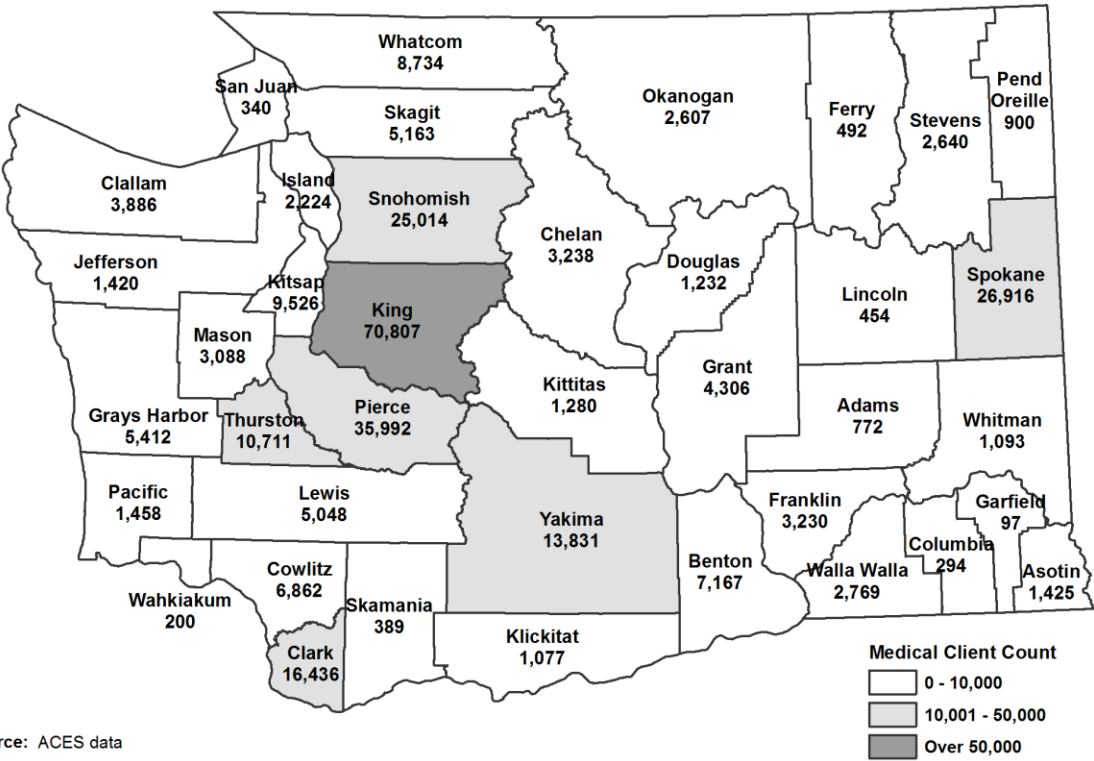 Whatcom
8,734
San Juan
340
Skagit
5,163
Okanogan
2,607
Ferry
492
Stevens
2,640
Pend
Oreille
900
Clallam
3,886
Island
2,224
Snohomish
25,014
Chelan
3,238
Douglas
1,232
Lincoln
454
Spokane
26,916
Jefferson
1,420
Kitsap
9,526
King
70,807
Mason
3,088
Grant
4,306
Kittitas
1,280
Adams
772
Whitman
1,093
Grays Harbor
5,412
Thurston
10,711
Pierce
35,992
Pacific
1,458
Lewis
5,048
Yakima
13,831
Benton
7,167
Franklin
3,230
Garfield
97
Columbia
294
Walla Walla
2,769
Asotin
1,425
Wahkiakum
200
Cowlitz
6,862
Skamania
389
Klickitat
1,077
Clark
16,436
Medical Client Count
0 - 10,000
10,001 - 50,000
Over 50,000
rce: ACES data